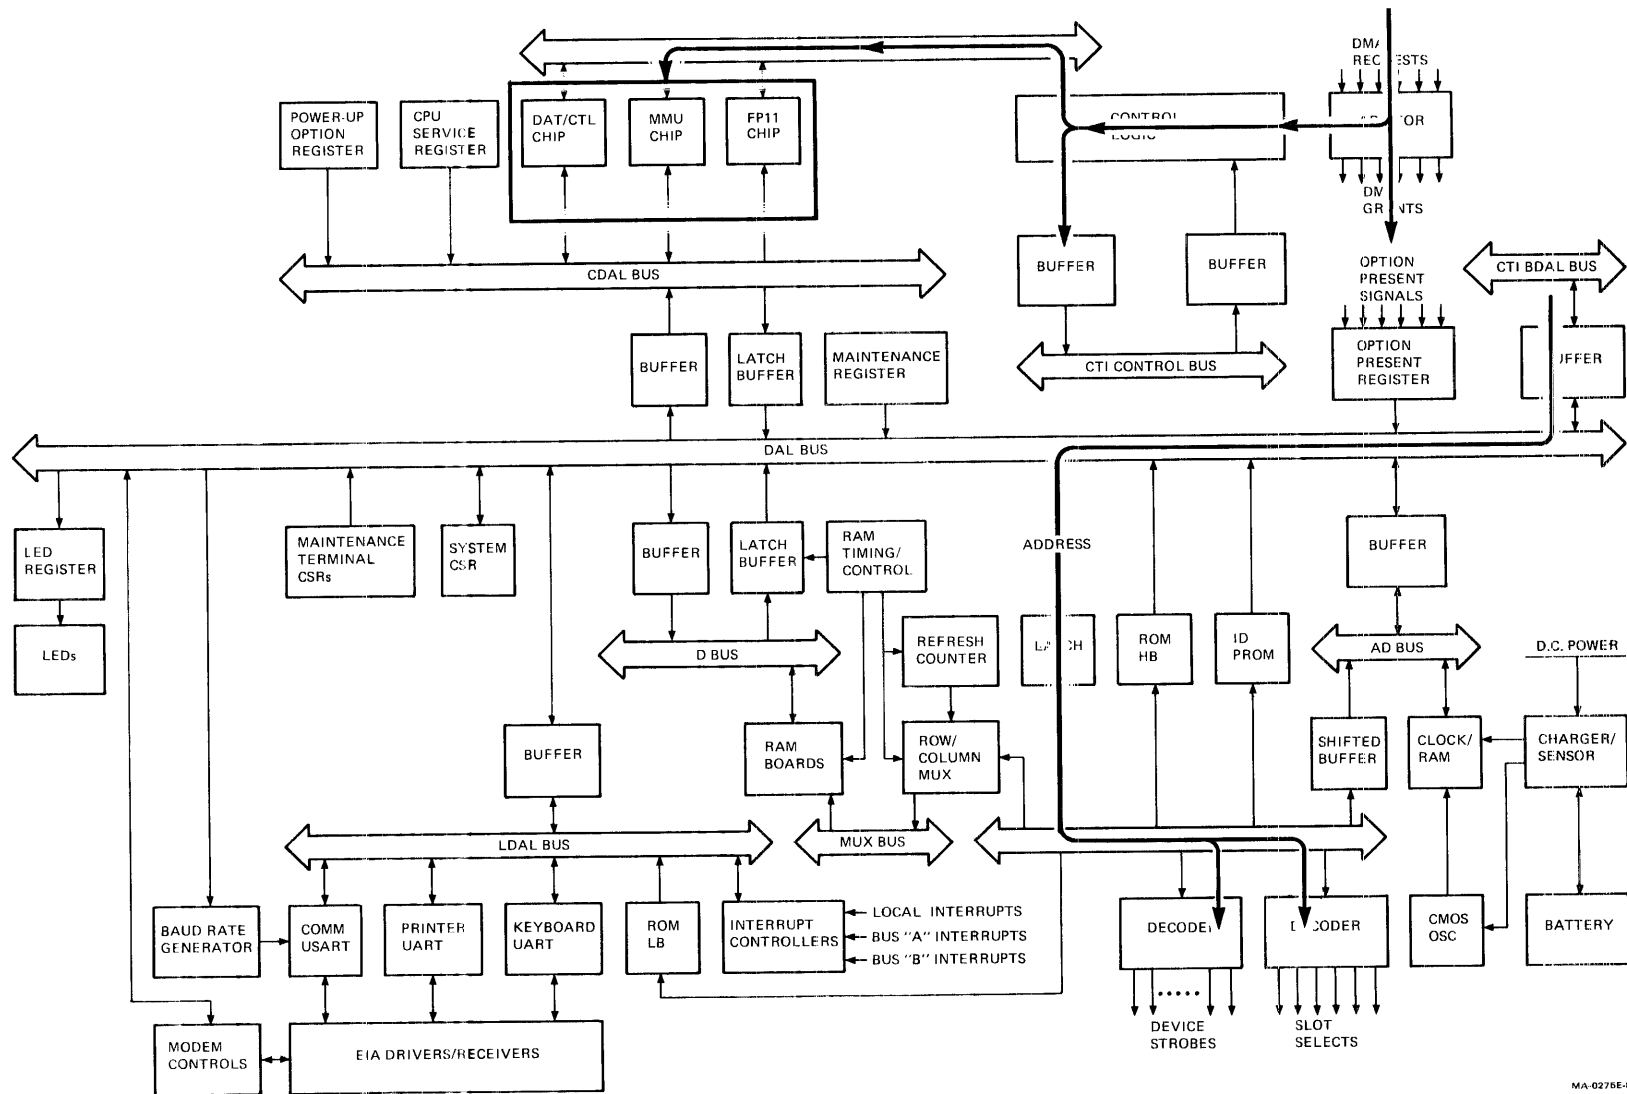 DMA
REQUESTS
POWER-UP
OPTION
REGISTER
CPU
SERVICE
REGISTER
DAT/CTL
CHIP
MMU
CHIP
FP11
CHIP
CONTROL
LOGIC
DMA
GRANTS
BUFFER
BUFFER
OPTION
PRESENT
SIGNALS
CTI BDAL BUS
CDAL BUS
BUFFER
LATCH
BUFFER
MAINTENANCE
REGISTER
CTI CONTROL BUS
OPTION
PRESENT
REGISTER
BUFFER
DAL BUS
LED
REGISTER
MAINTENANCE
TERMINAL
CSRs
SYSTEM
CSR
BUFFER
LATCH
BUFFER
RAM
TIMING/
CONTROL
ADDRESS
BUFFER
LEDs
D BUS
REFRESH
COUNTER
LATCH
ROM
HB
ID
PROM
AD BUS
D.C. POWER
BUFFER
RAM
BOARDS
ROW/
COLUMN
MUX
SHIFTED
BUFFER
CLOCK/
RAM
CHARGER/
SENSOR
LDAL BUS
MUX BUS
BAUD RATE
GENERATOR
COMM
USART
PRINTER
UART
KEYBOARD
UART
ROM
LB
INTERRUPT
CONTROLLERS
LOCAL INTERRUPTS
BUS "A" INTERRUPTS
BUS "B" INTERRUPTS
DECODER
DECODER
CMOS
OSC
BATTERY
DEVICE
STROBES
SLOT
SELECTS
MODEM
CONTROLS
EIA DRIVERS/RECEIVERS